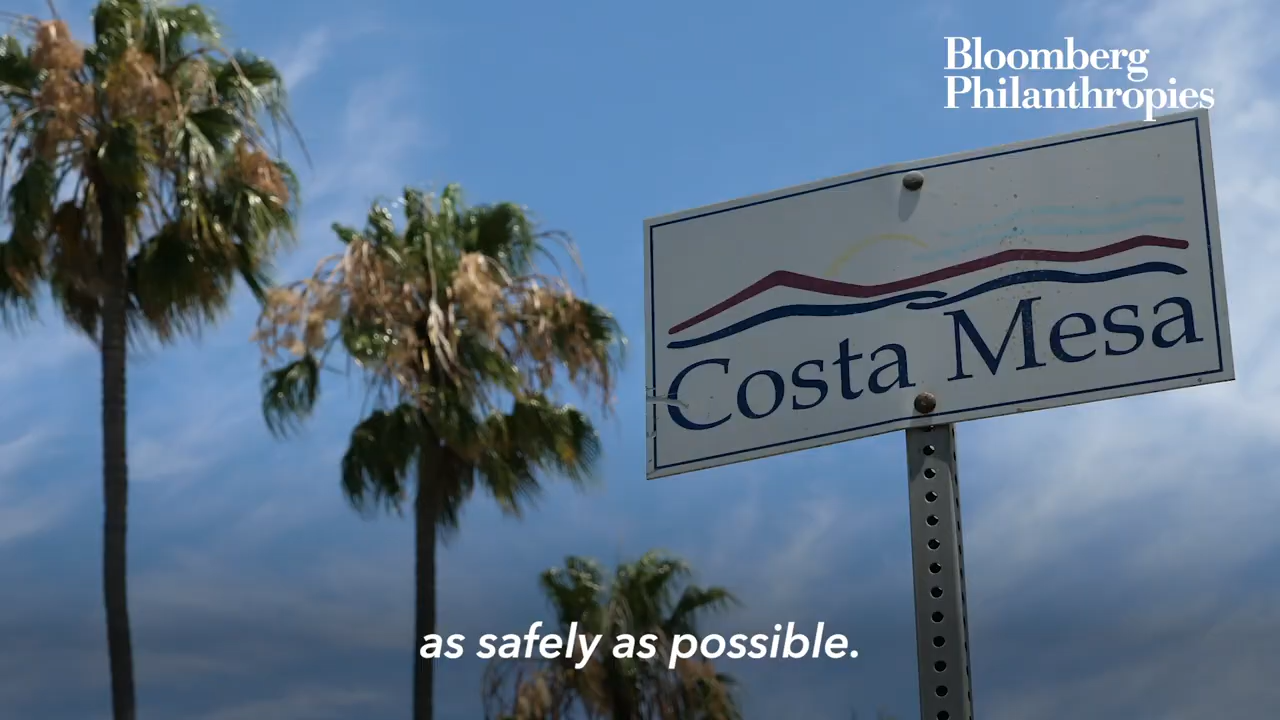 Bloomberg
Philanthropies
Costa Mesa
as safely as possible.